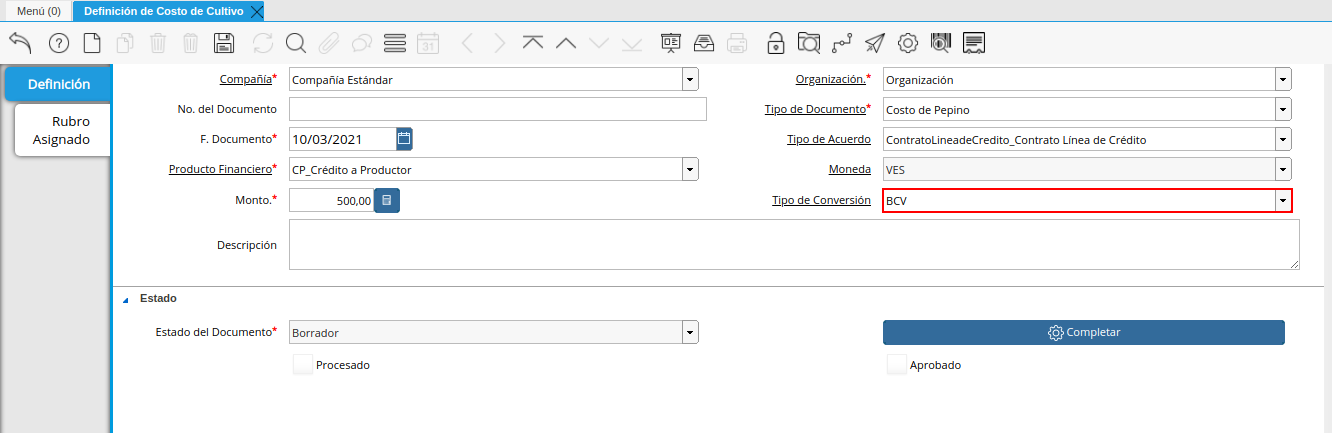 Menú (0) Definición de Costo de Cultivo
31
Definición
Rubro
Asignado
Compañía* Compañía Estándar Organización.* Organización
No. del Documento Tipo de Documento* Costo de Pepino
F. Documento* 10/03/2021 Tipo de Acuerdo ContratoLineadeCredito_Contrato Línea de Crédito
Producto Financiero* CP_Crédito a Productor Moneda VES
Monto.* 500,00 Tipo de Conversión BCV
Descripción
Estado
Estado del Documento* Borrador Completar
Procesado Aprobado